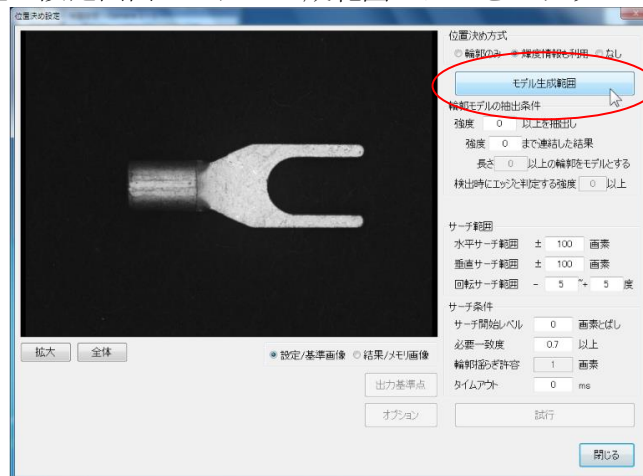 位置決め設定
位置決め方式
輪郭のみ 輝度情報も利用 なし
モデル生成範囲
輪郭モデルの抽出条件
強度 0 以上を抽出し
強度 0 まで連結した結果
長さ 0 以上の輪郭をモデルとする
検出時にエッジと判定する強度 0 以上
サーチ範囲
水平サーチ範囲 ± 100 画素
垂直サーチ範囲 ± 100 画素
回転サーチ範囲 - 5 ~+ 5 度
サーチ条件
サーチ開始レベル 0 画素とばし
必要一致度 0.7 以上
輪郭揺らぎ許容 1 画素
タイムアウト 0 ms
拡大 全体 設定/基準画像 結果/メモリ画像
出力基準点
オプション 試行
閉じる